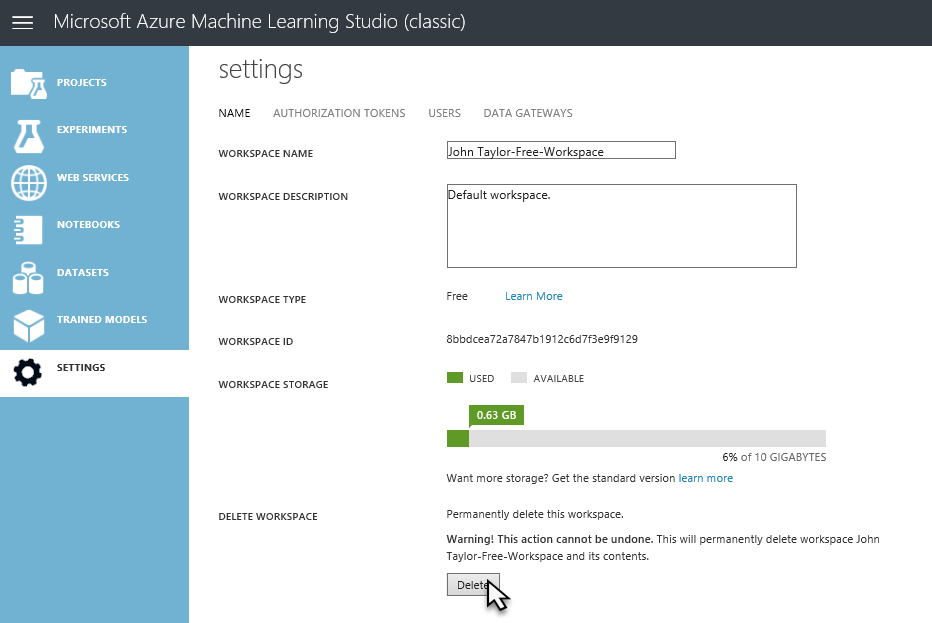 Microsoft Azure Machine Learning Studio (classic)
PROJECTS
EXPERIMENTS
WEB SERVICES
NOTEBOOKS
DATASETS
TRAINED MODELS
SETTINGS
settings
NAME AUTHORIZATION TOKENS USERS DATA GATEWAYS
WORKSPACE NAME John Taylor-Free-Workspace
WORKSPACE DESCRIPTION Default workspace.
WORKSPACE TYPE Free Learn More
WORKSPACE ID 8bbdcea72a7847b1912c6d7f3e9f9129
WORKSPACE STORAGE USED AVAILABLE
0.63 GB
6% of 10 GIGABYTES
Want more storage? Get the standard version learn more
DELETE WORKSPACE Permanently delete this workspace.
Warning! This action cannot be undone. This will permanently delete workspace John
Taylor-Free-Workspace and its contents.
Delete